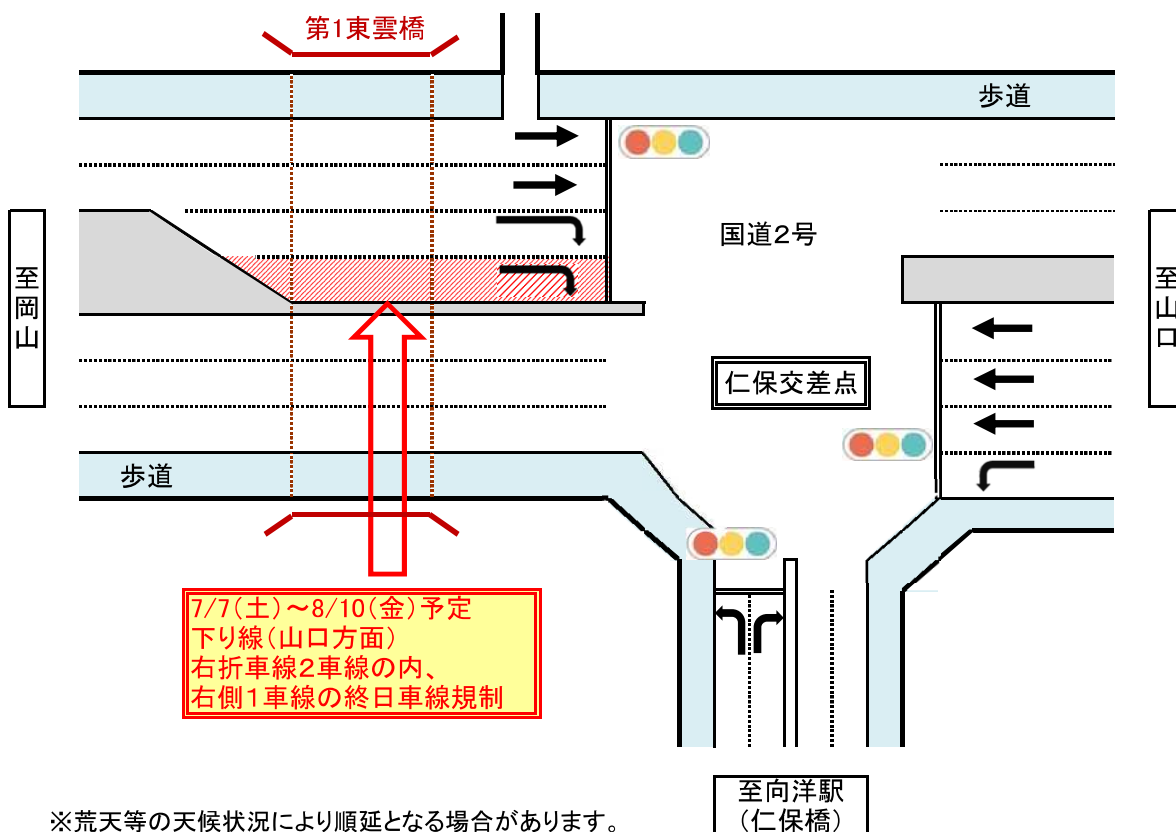 第1東雲橋
歩道
国道2号
至岡山
至山口
仁保交差点
歩道
7/7(土)～8/10(金)予定
下り線(山口方面)
右折車線2車線の内、
右側1車線の終日車線規制
至向洋駅
(仁保橋)
※荒天等の天候状況により順延となる場合があります。